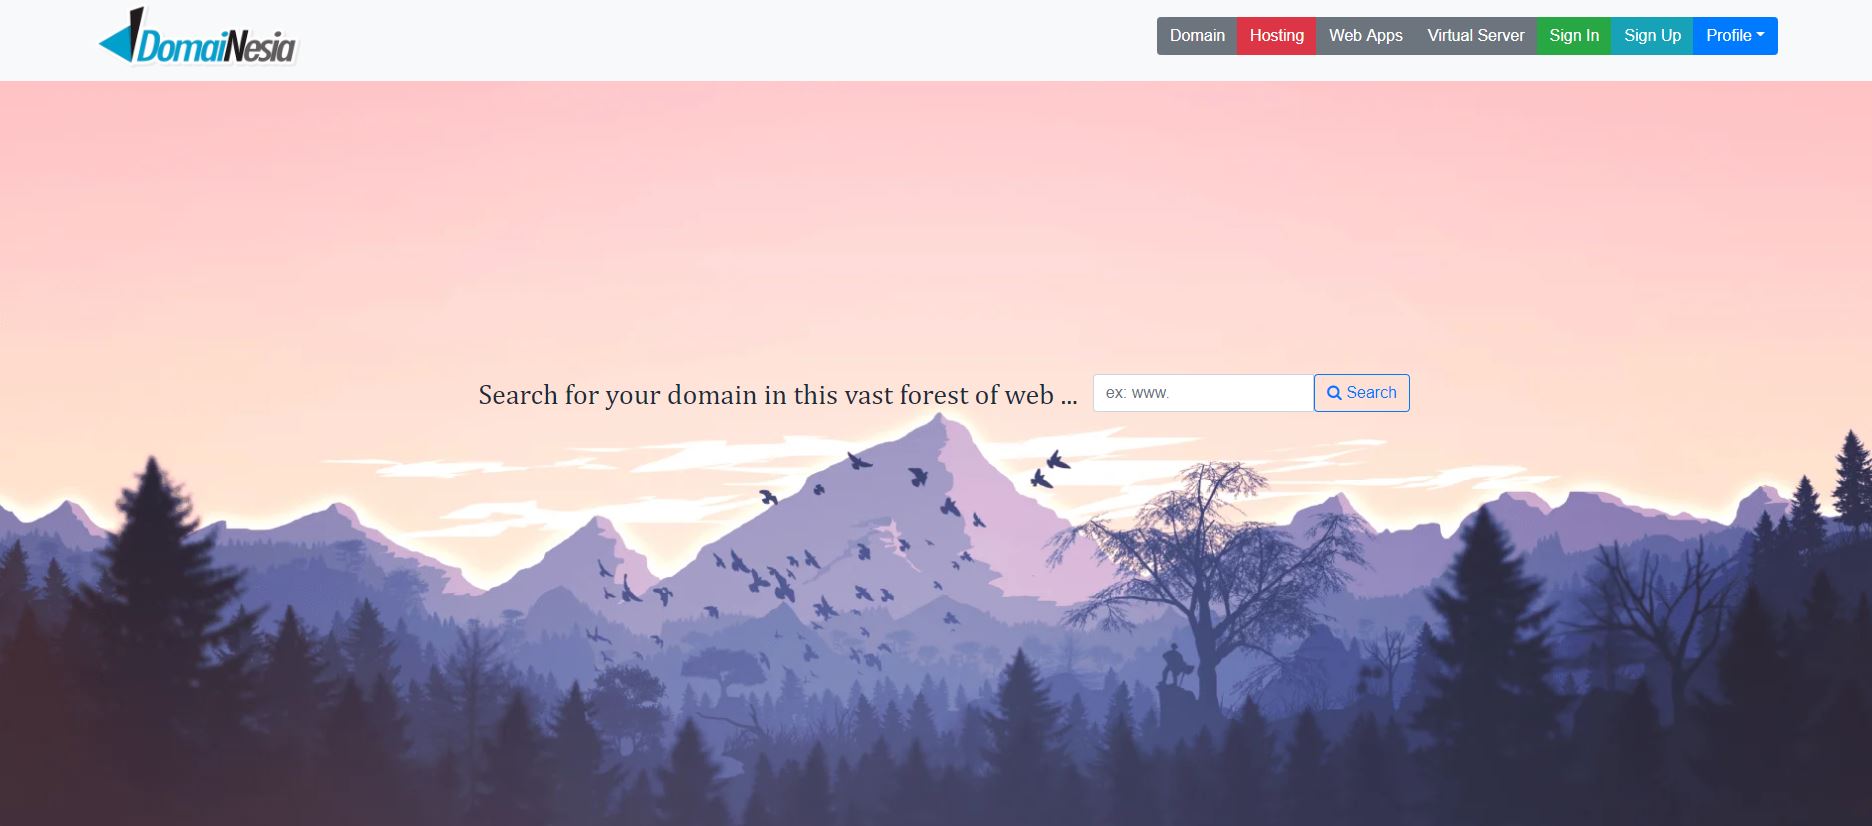 DomaiNesia
Domain Hosting Web Apps Virtual Server Sign In Sign Up Profile
Search for your domain in this vast forest of web ... ex: www. Search